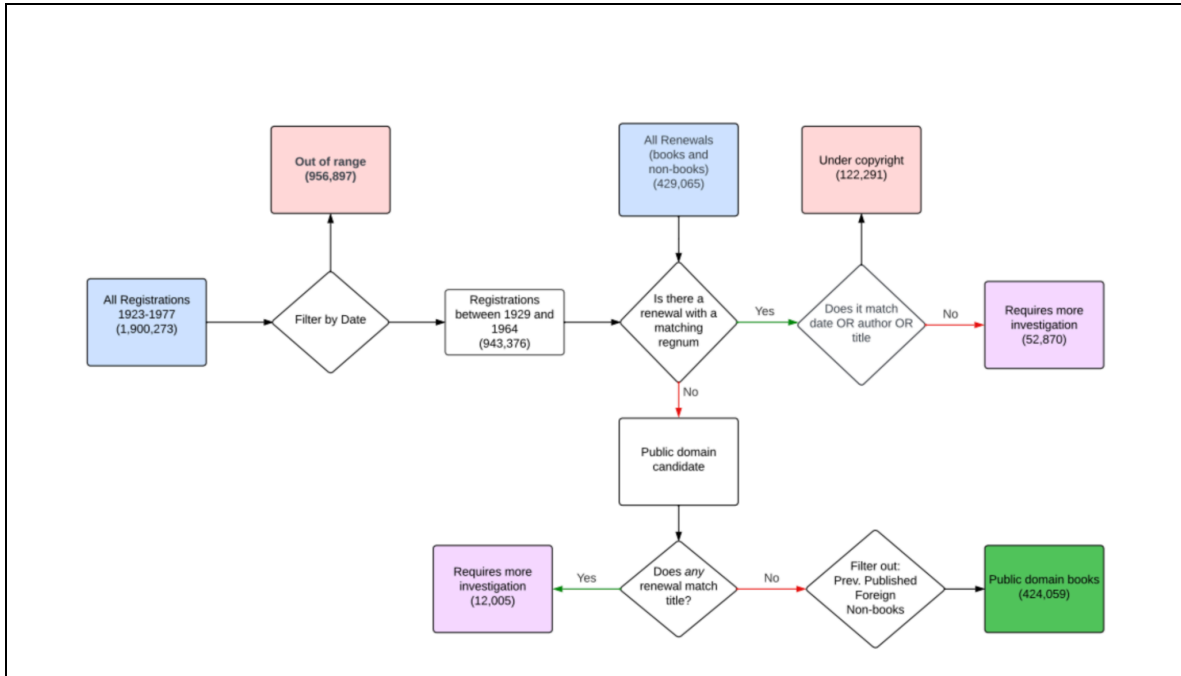 Out of range
(956,897)
All Renewals
(books and
non-books)
(429,065)
Under copyright
(122,291)
All Registrations
1923-1977
(1,900,273)
Filter by Date
Registrations
between 1929 and
1964
(943,376)
Is there a
renewal with a
matching
regnum
Yes
Does it match
date OR author OR
title
No
Requires more
investigation
(52,870)
No
Public domain
candidate
Requires more
investigation
(12,005)
Yes
Does any
renewal match
title?
No
Filter out:
Prev. Published
Foreign
Non-books
Public domain books
(424,059)